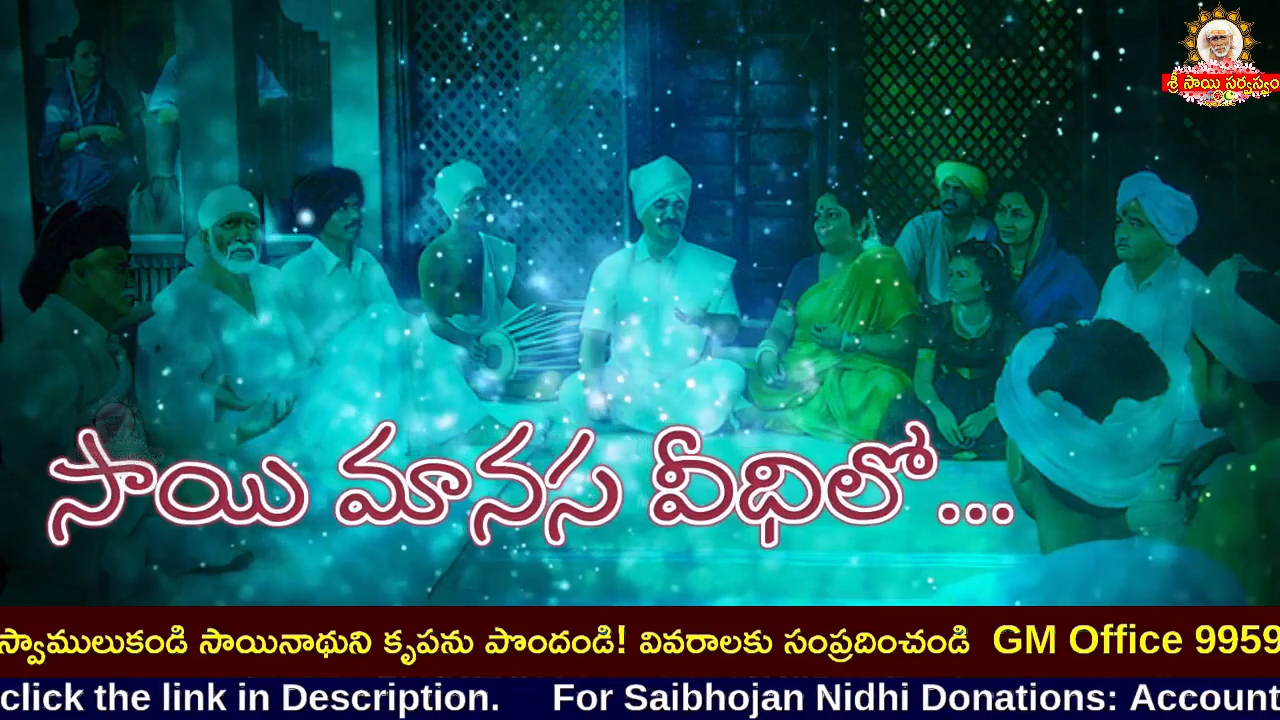 శ్రీ సాయి సర్వస్వం
సాయి మానస వీధిలో...
స్వాములుకండి సాయినాథుని కృపను పొందండి! వివరాలకు సంప్రదించండి GM Office 9959
click the link in Description. For Saibhojan Nidhi Donations: Account